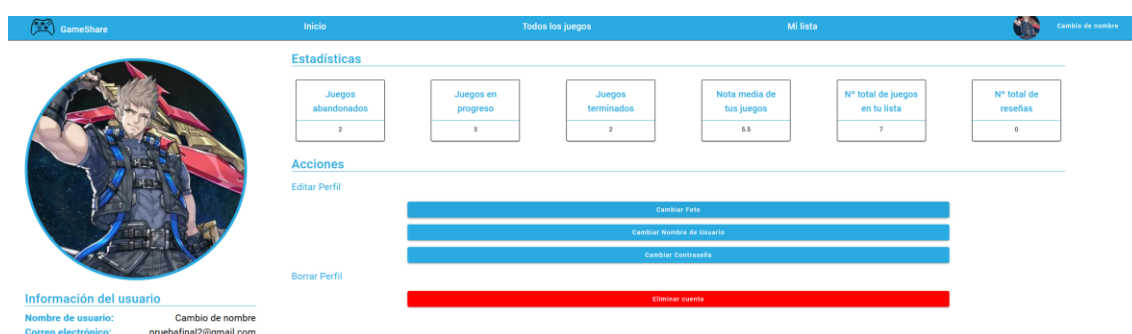 GameShare
Inicio
Todos los juegos
Mi lista
Cambio de nombre
Estadísticas
Juegos
abandonados
2
Juegos en
progreso
3
Juegos
terminados
2
Nota media de
tus juegos
5.5
Nº total de juegos
en tu lista
7
Nº total de
reseñas
0
Acciones
Editar Perfil
Cambiar Foto
Cambiar Nombre de Usuario
Cambiar Contraseña
Borrar Perfil
Eliminar cuenta
Información del usuario
Nombre de usuario: Cambio de nombre
Correo electrónico: pruebafinal2@gmail.com